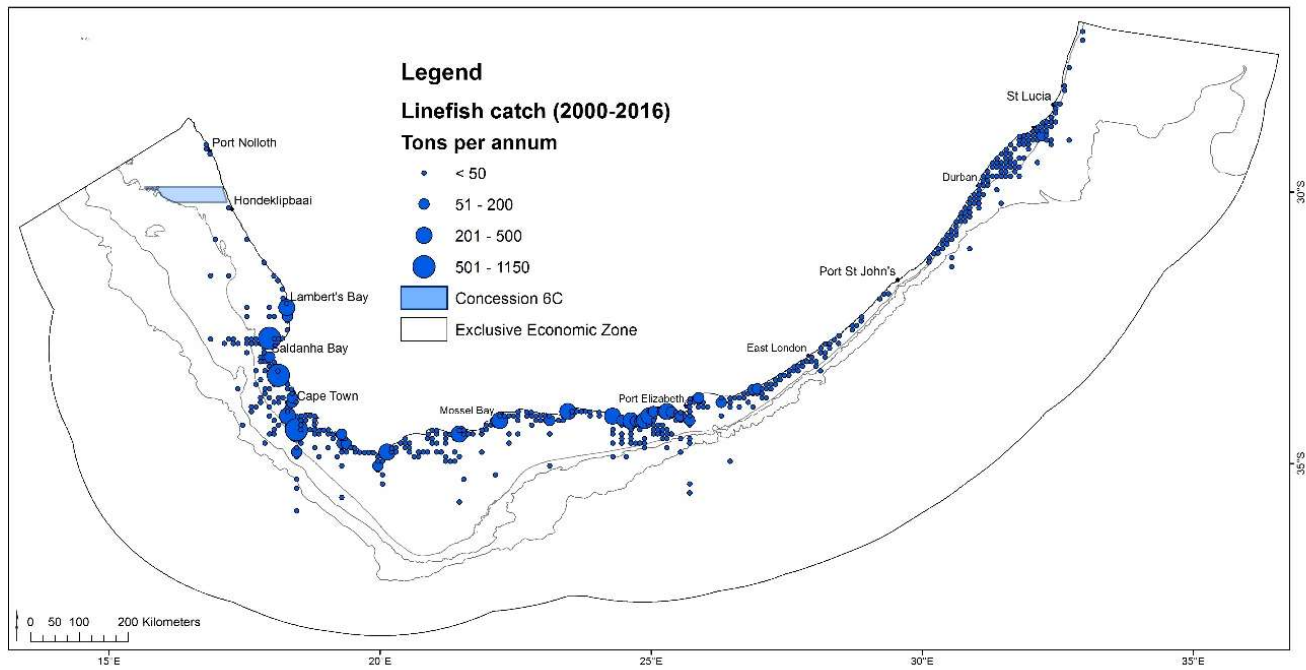 Legend
Linefish catch (2000-2016)
Tons per annum
< 50
51 - 200
201 - 500
501 - 1150
Concession 6C
Exclusive Economic Zone
St Lucia
Port Nolloth
Durban
30°S
Hondeklipbaai
Port St John's
Lambert's Bay
East London
Saldanha Bay
Cape Town
Port Elizabeth
Mossel Bay
35°S
0 50 100 200 Kilometers
15°E 20°E 25°E 30°E 35°E